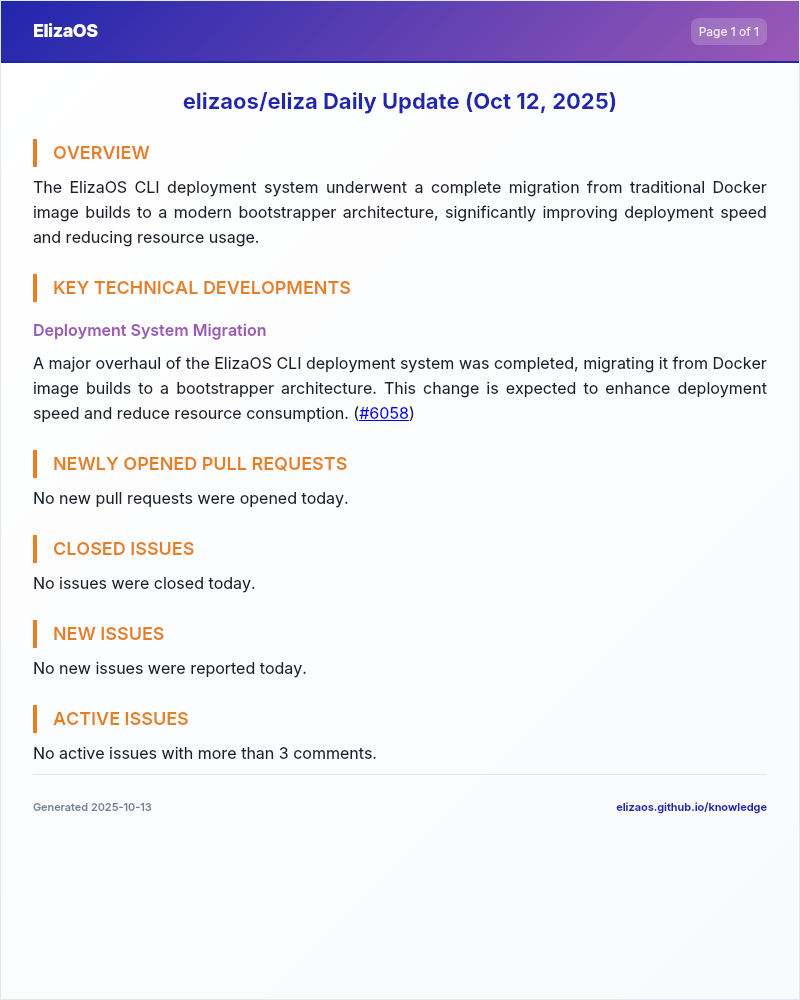 ElizaOS
Page 1 of 1
elizaos/eliza Daily Update (Oct 12, 2025)
OVERVIEW
The ElizaOS CLI deployment system underwent a complete migration from traditional Docker
image builds to a modern bootstrapper architecture, significantly improving deployment speed
and reducing resource usage.
KEY TECHNICAL DEVELOPMENTS
Deployment System Migration
A major overhaul of the ElizaOS CLI deployment system was completed, migrating it from Docker
image builds to a bootstrapper architecture. This change is expected to enhance deployment
speed and reduce resource consumption. (#6058)
NEWLY OPENED PULL REQUESTS
No new pull requests were opened today.
CLOSED ISSUES
No issues were closed today.
NEW ISSUES
No new issues were reported today.
ACTIVE ISSUES
No active issues with more than 3 comments.
Generated 2025-10-13
elizaos.github.io/knowledge